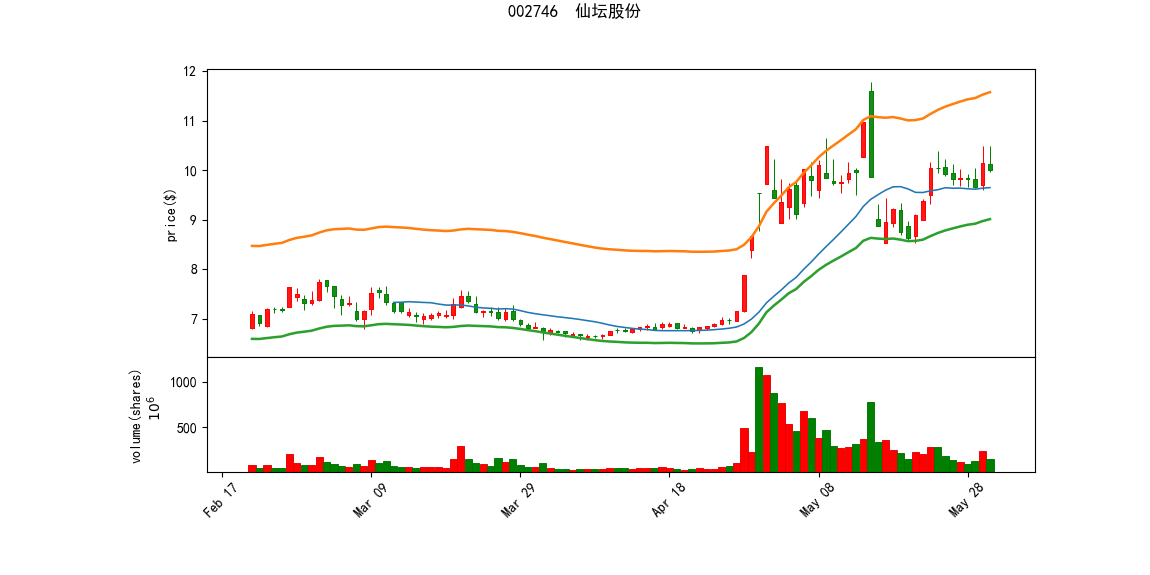 002746 仙坛股份
12
11
10
9
8
7
price($)
1000
500
volume(shares)
10^6
Feb 17
Mar 09
Mar 29
Apr 18
May 08
May 28